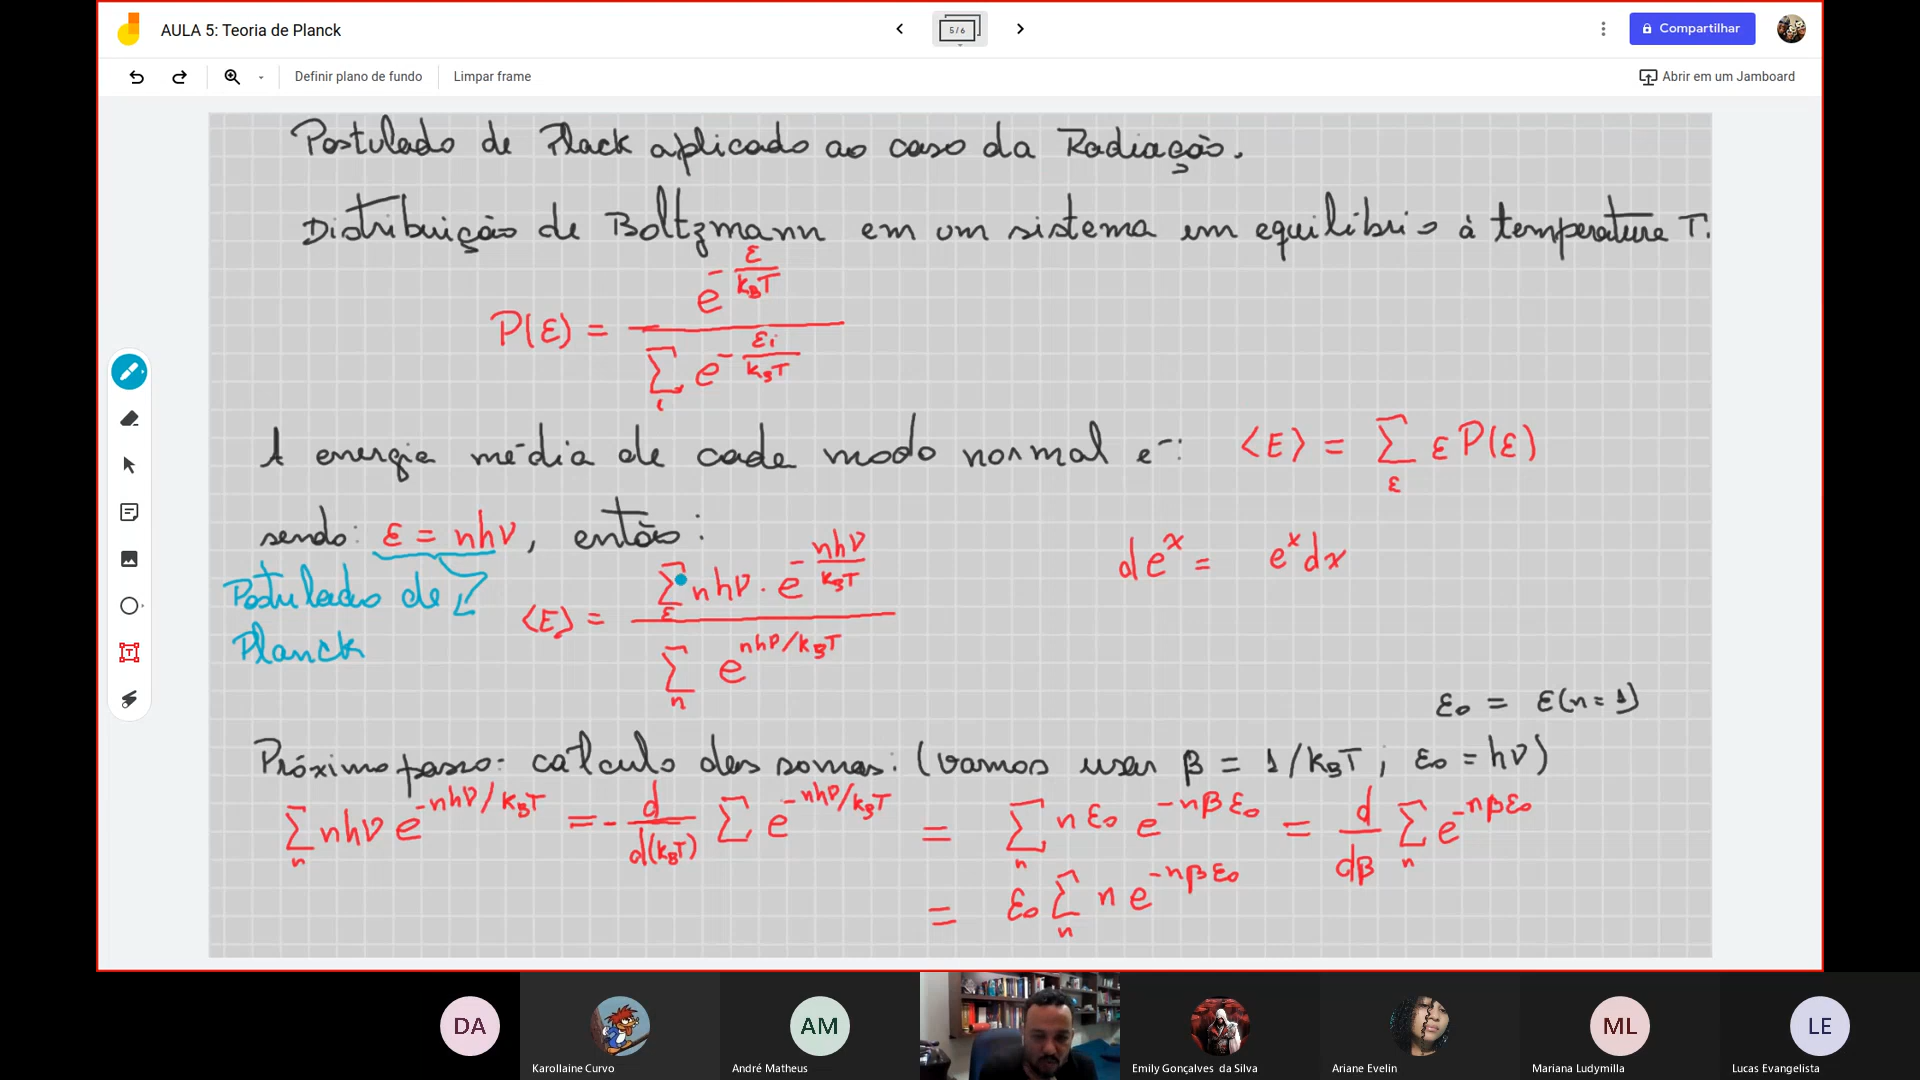 AULA 5: Teoria de Planck
5 / 6
Compartilhar
Definir plano de fundo
Limpar frame
Abrir em um Jamboard
Postulado de Plack aplicado ao caso da Radiação.
Distribuição de Boltzmann em um sistema em equilíbrio à temperatura T.
P(ε) = e^{-ε/k_BT} / Σ_i e^{-ε_i/k_BT}
A energia média de cada modo normal é: ⟨E⟩ = Σ_ε ε P(ε)
sendo: ε = nhν, então:
de^x = e^x dx
Postulado de Planck
⟨E⟩ = Σ_ε nhν · e^{-nhν/k_BT} / Σ_n e^{nhν/k_BT}
ε₀ = ε(n=1)
Próximo passo: cálculo das somas: (vamos usar β = 1/k_BT ; ε₀ = hν)
Σ_n nhν e^{-nhν/k_BT} = - d/d(k_BT) Σ e^{-nhν/k_BT} = Σ_n n ε₀ e^{-nβε₀} = d/dβ Σ_n e^{-nβε₀}
= ε₀ Σ_n n e^{-nβε₀}
DA
AM
ML
LE
Karollaine Curvo
André Matheus
Emily Gonçalves da Silva
Ariane Evelin
Mariana Ludymilla
Lucas Evangelista